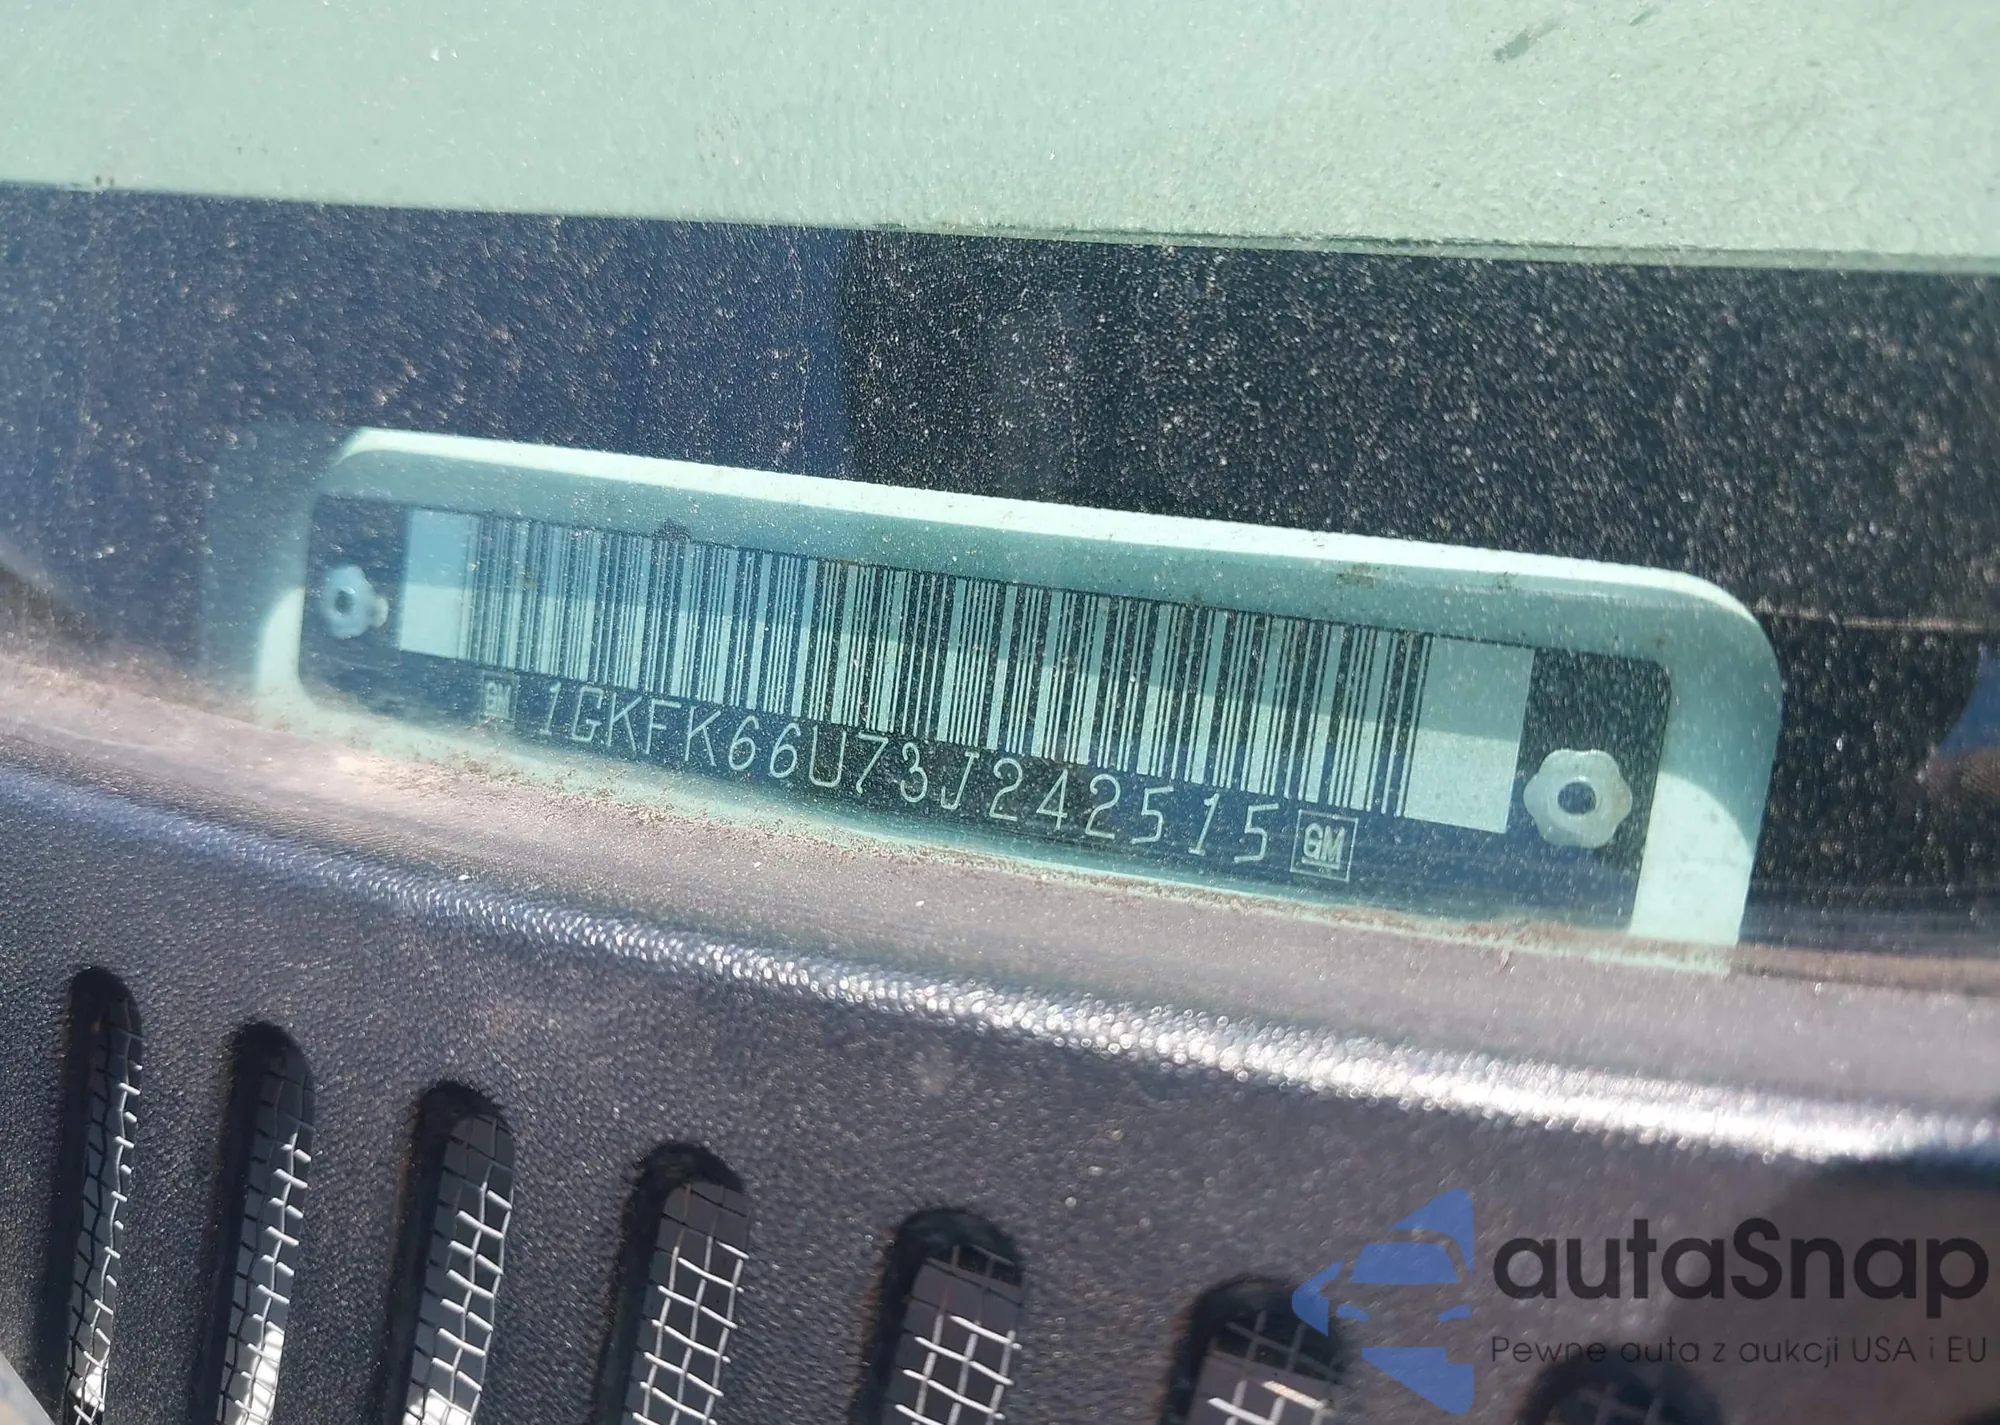 GM 1GKFK66U73J242515 GM
autaSnap
Pewne auta z aukcji USA i EU